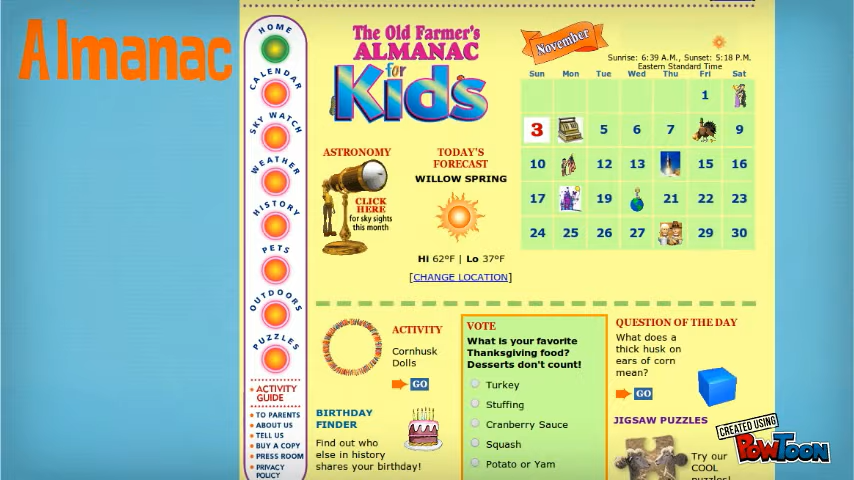 Almanac
HOME
CALENDAR
SKY WATCH
WEATHER
HISTORY
PETS
OUTDOORS
PUZZLES
ACTIVITY
GUIDE
TO PARENTS
ABOUT US
TELL US
BUY A COPY
PRESS ROOM
PRIVACY
POLICY
The Old Farmer's
ALMANAC
for
Kids
ASTRONOMY
CLICK
HERE
for sky sights
this month
TODAY'S
FORECAST
WILLOW SPRING
Hi 62°F | Lo 37°F
[CHANGE LOCATION]
November
Sunrise: 6:39 A.M., Sunset: 5:18 P.M.
Eastern Standard Time
Sun Mon Tue Wed Thu Fri Sat
1
3 5 6 7 9
10 12 13 15 16
17 19 21 22 23
24 25 26 27 29 30
ACTIVITY
Cornhusk
Dolls
GO
BIRTHDAY
FINDER
Find out who
else in history
shares your birthday!
VOTE
What is your favorite
Thanksgiving food?
Desserts don't count!
Turkey
Stuffing
Cranberry Sauce
Squash
Potato or Yam
QUESTION OF THE DAY
What does a
thick husk on
ears of corn
mean?
GO
JIGSAW PUZZLES
Try our
COOL
puzzles!
CREATED USING
POWTOON